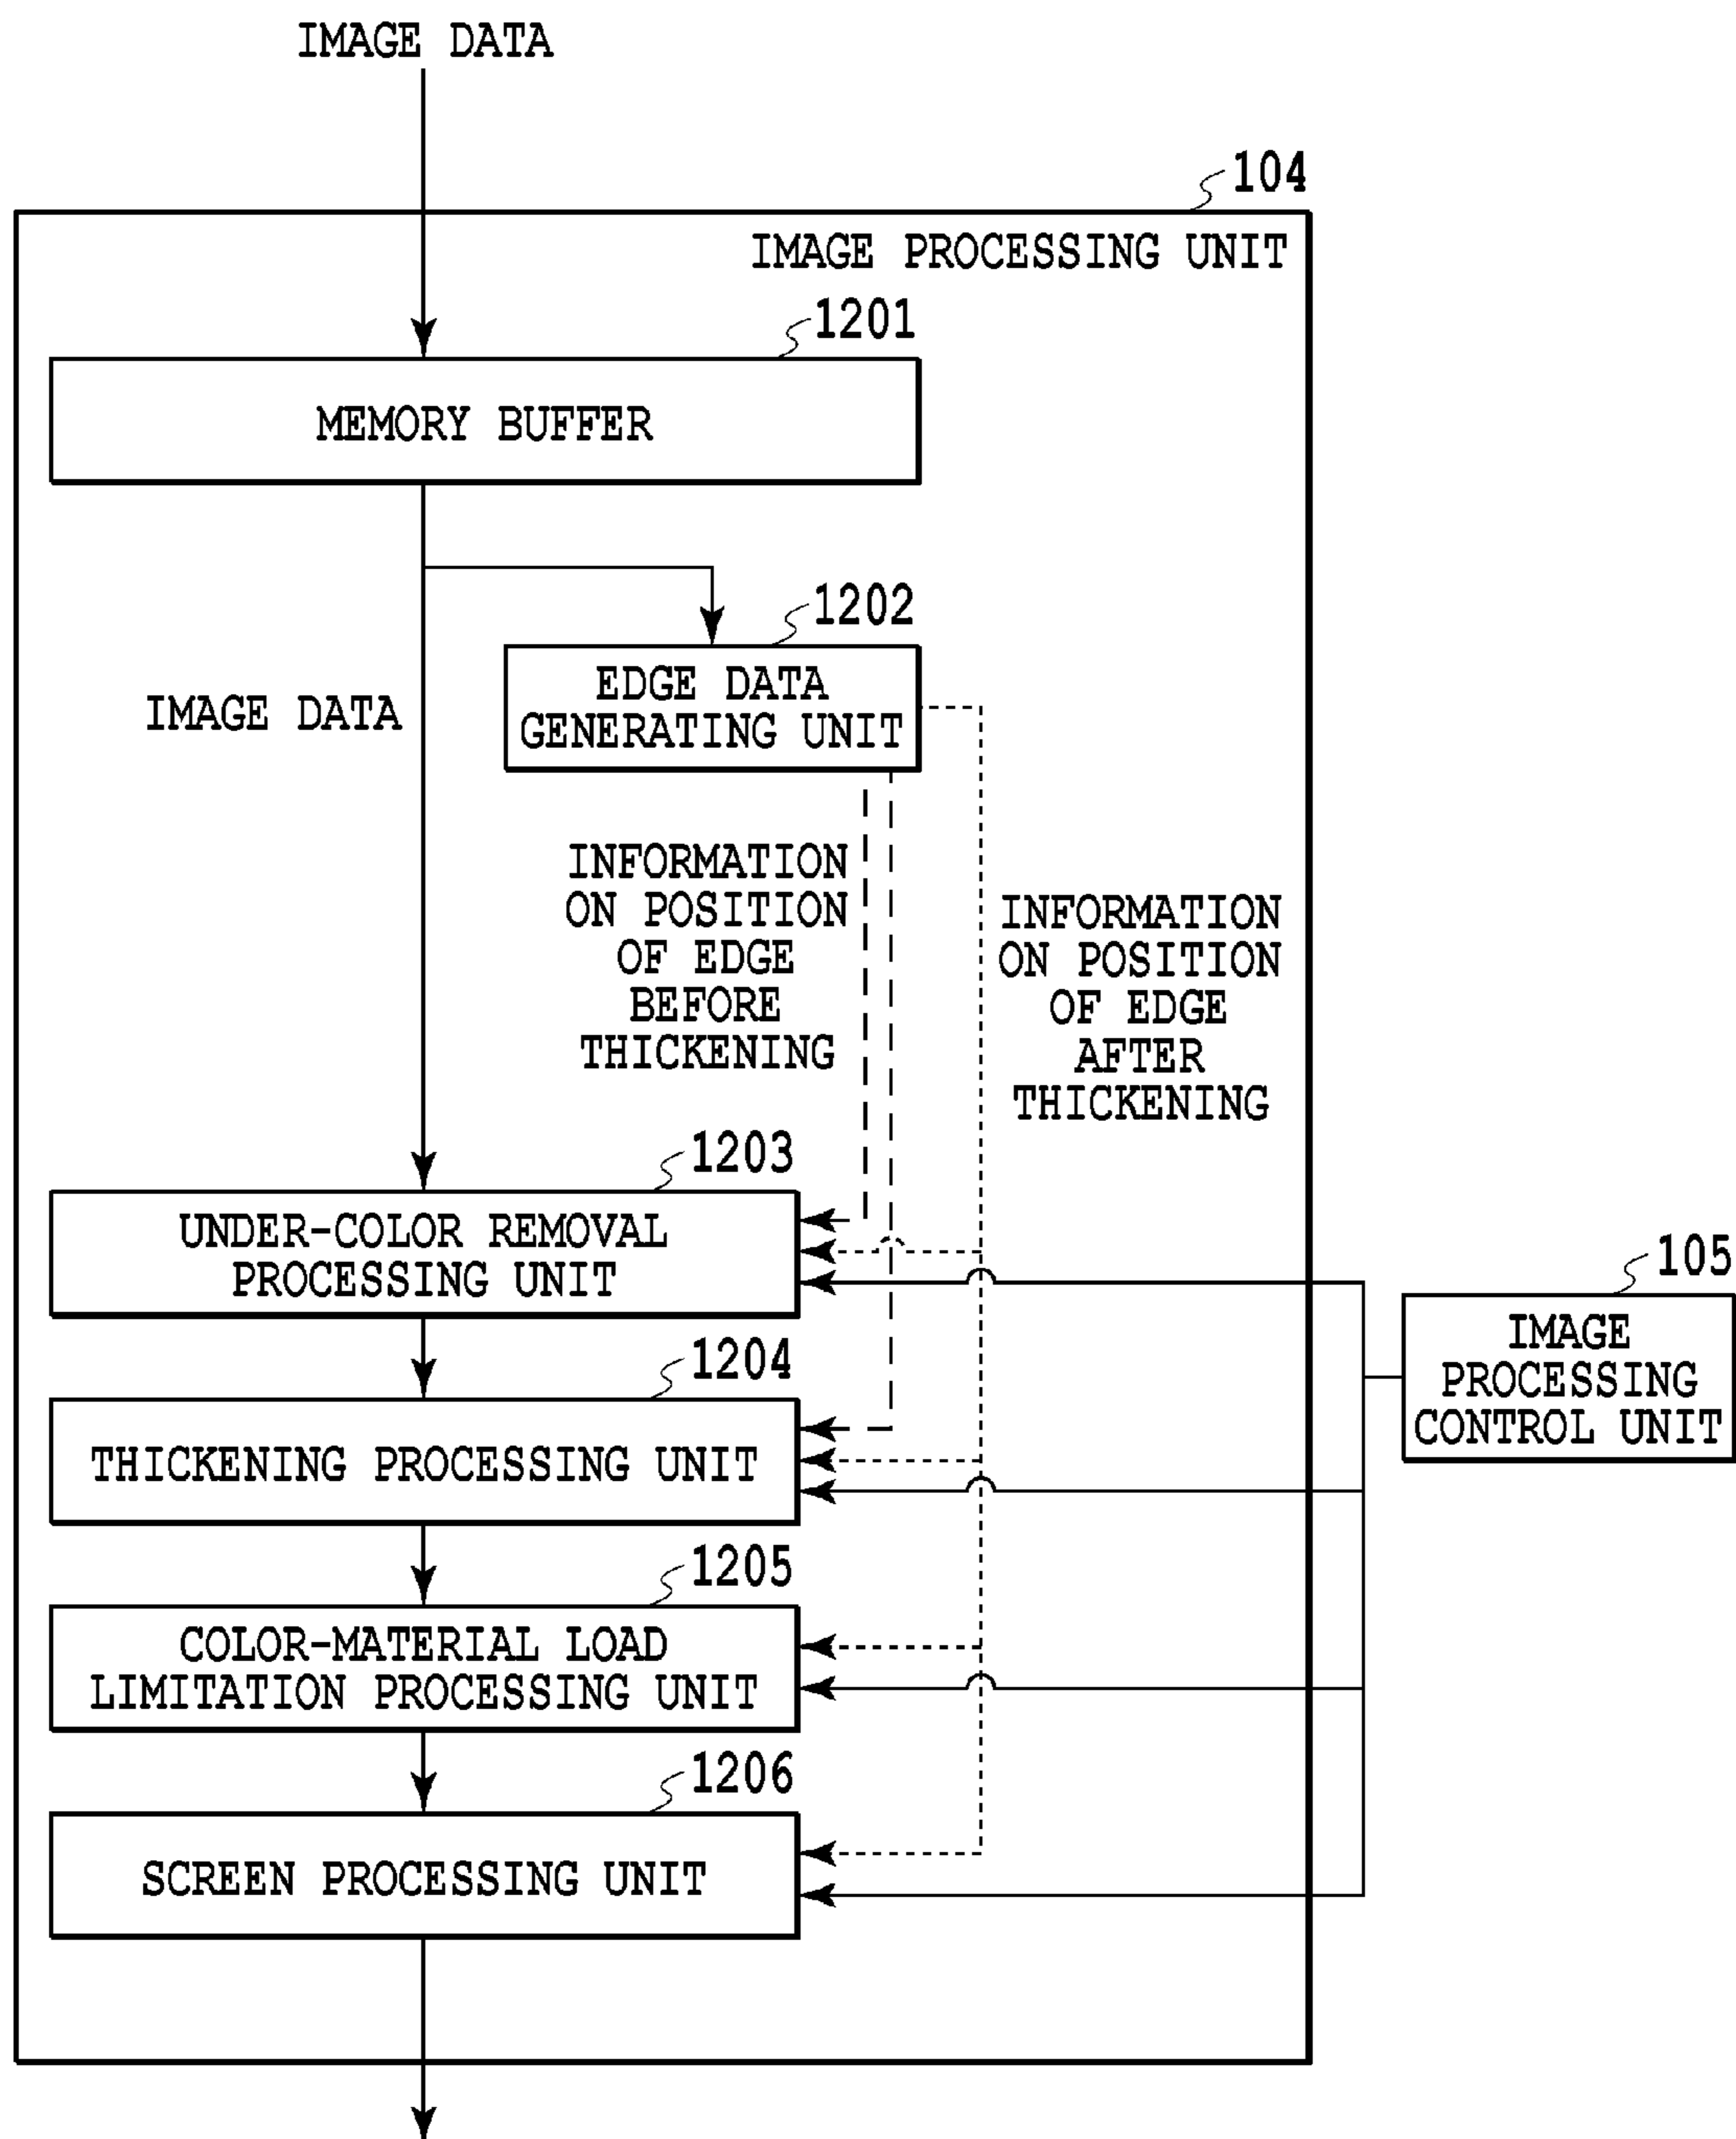 IMAGE DATA
104
IMAGE PROCESSING UNIT
1201
MEMORY BUFFER
1202
EDGE DATA
GENERATING UNIT
IMAGE DATA
INFORMATION
ON POSITION
OF EDGE
BEFORE
THICKENING
INFORMATION
ON POSITION
OF EDGE
AFTER
THICKENING
1203
UNDER-COLOR REMOVAL
PROCESSING UNIT
105
IMAGE
PROCESSING
CONTROL UNIT
1204
THICKENING PROCESSING UNIT
1205
COLOR-MATERIAL LOAD
LIMITATION PROCESSING UNIT
1206
SCREEN PROCESSING UNIT